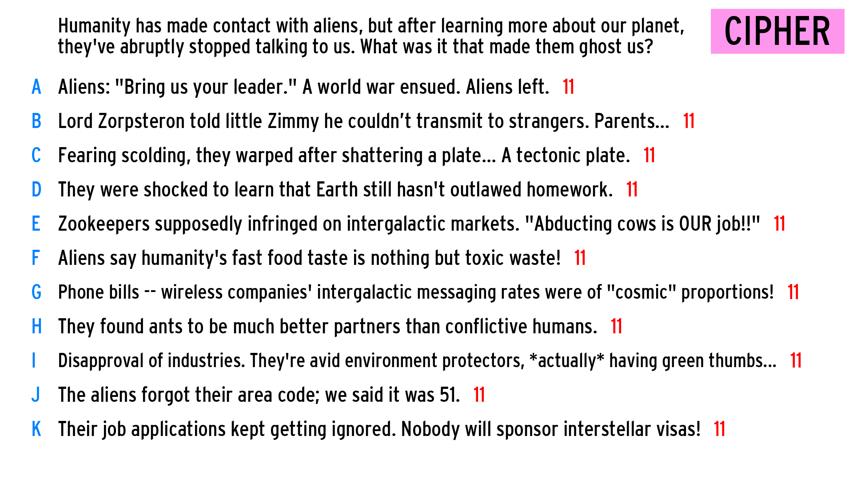 Humanity has made contact with aliens, but after learning more about our planet,
they've abruptly stopped talking to us. What was it that made them ghost us?
CIPHER
A Aliens: "Bring us your leader." A world war ensued. Aliens left. 11
B Lord Zorpsteron told little Zimmy he couldn't transmit to strangers. Parents... 11
C Fearing scolding, they warped after shattering a plate... A tectonic plate. 11
D They were shocked to learn that Earth still hasn't outlawed homework. 11
E Zookeepers supposedly infringed on intergalactic markets. "Abducting cows is OUR job!!" 11
F Aliens say humanity's fast food taste is nothing but toxic waste! 11
G Phone bills -- wireless companies' intergalactic messaging rates were of "cosmic" proportions! 11
H They found ants to be much better partners than conflictive humans. 11
I Disapproval of industries. They're avid environment protectors, *actually* having green thumbs... 11
J The aliens forgot their area code; we said it was 51. 11
K Their job applications kept getting ignored. Nobody will sponsor interstellar visas! 11